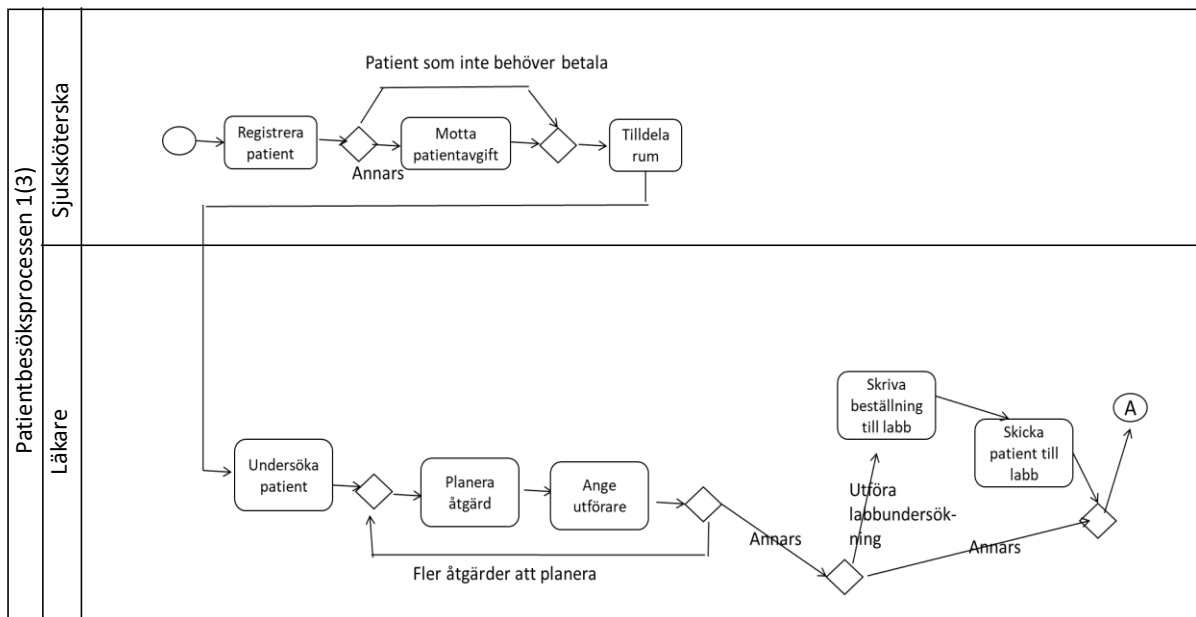 Patientbesöksprocessen 1(3)
Sjuksköterska
Patient som inte behöver betala
Registrera
patient
Motta
patientavgift
Tilldela
rum
Annars
Läkare
Undersöka
patient
Planera
åtgärd
Ange
utförare
Fler åtgärder att planera
Annars
Utföra
labbundersök-
ning
Skriva
beställning
till labb
Skicka
patient till
labb
Annars
A